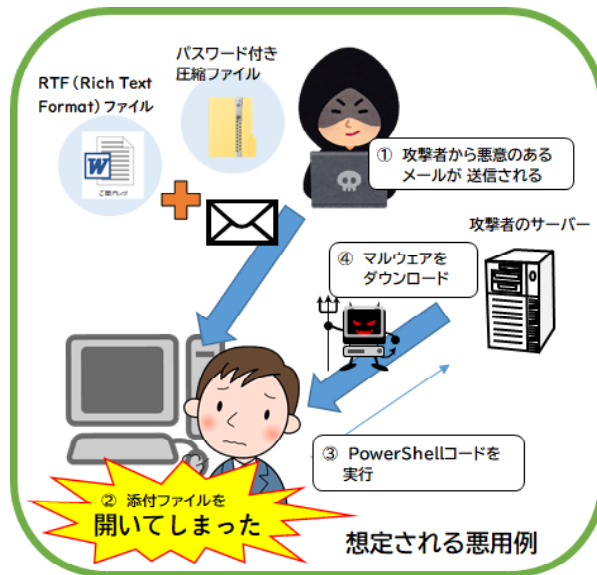 パスワード付き
圧縮ファイル
RTF(Rich Text
Format)ファイル
W
① 攻撃者から悪意のある
メールが 送信される
攻撃者のサーバー
④ マルウェアを
ダウンロード
③ PowerShellコードを
実行
② 添付ファイルを
開いてしまった
想定される悪用例